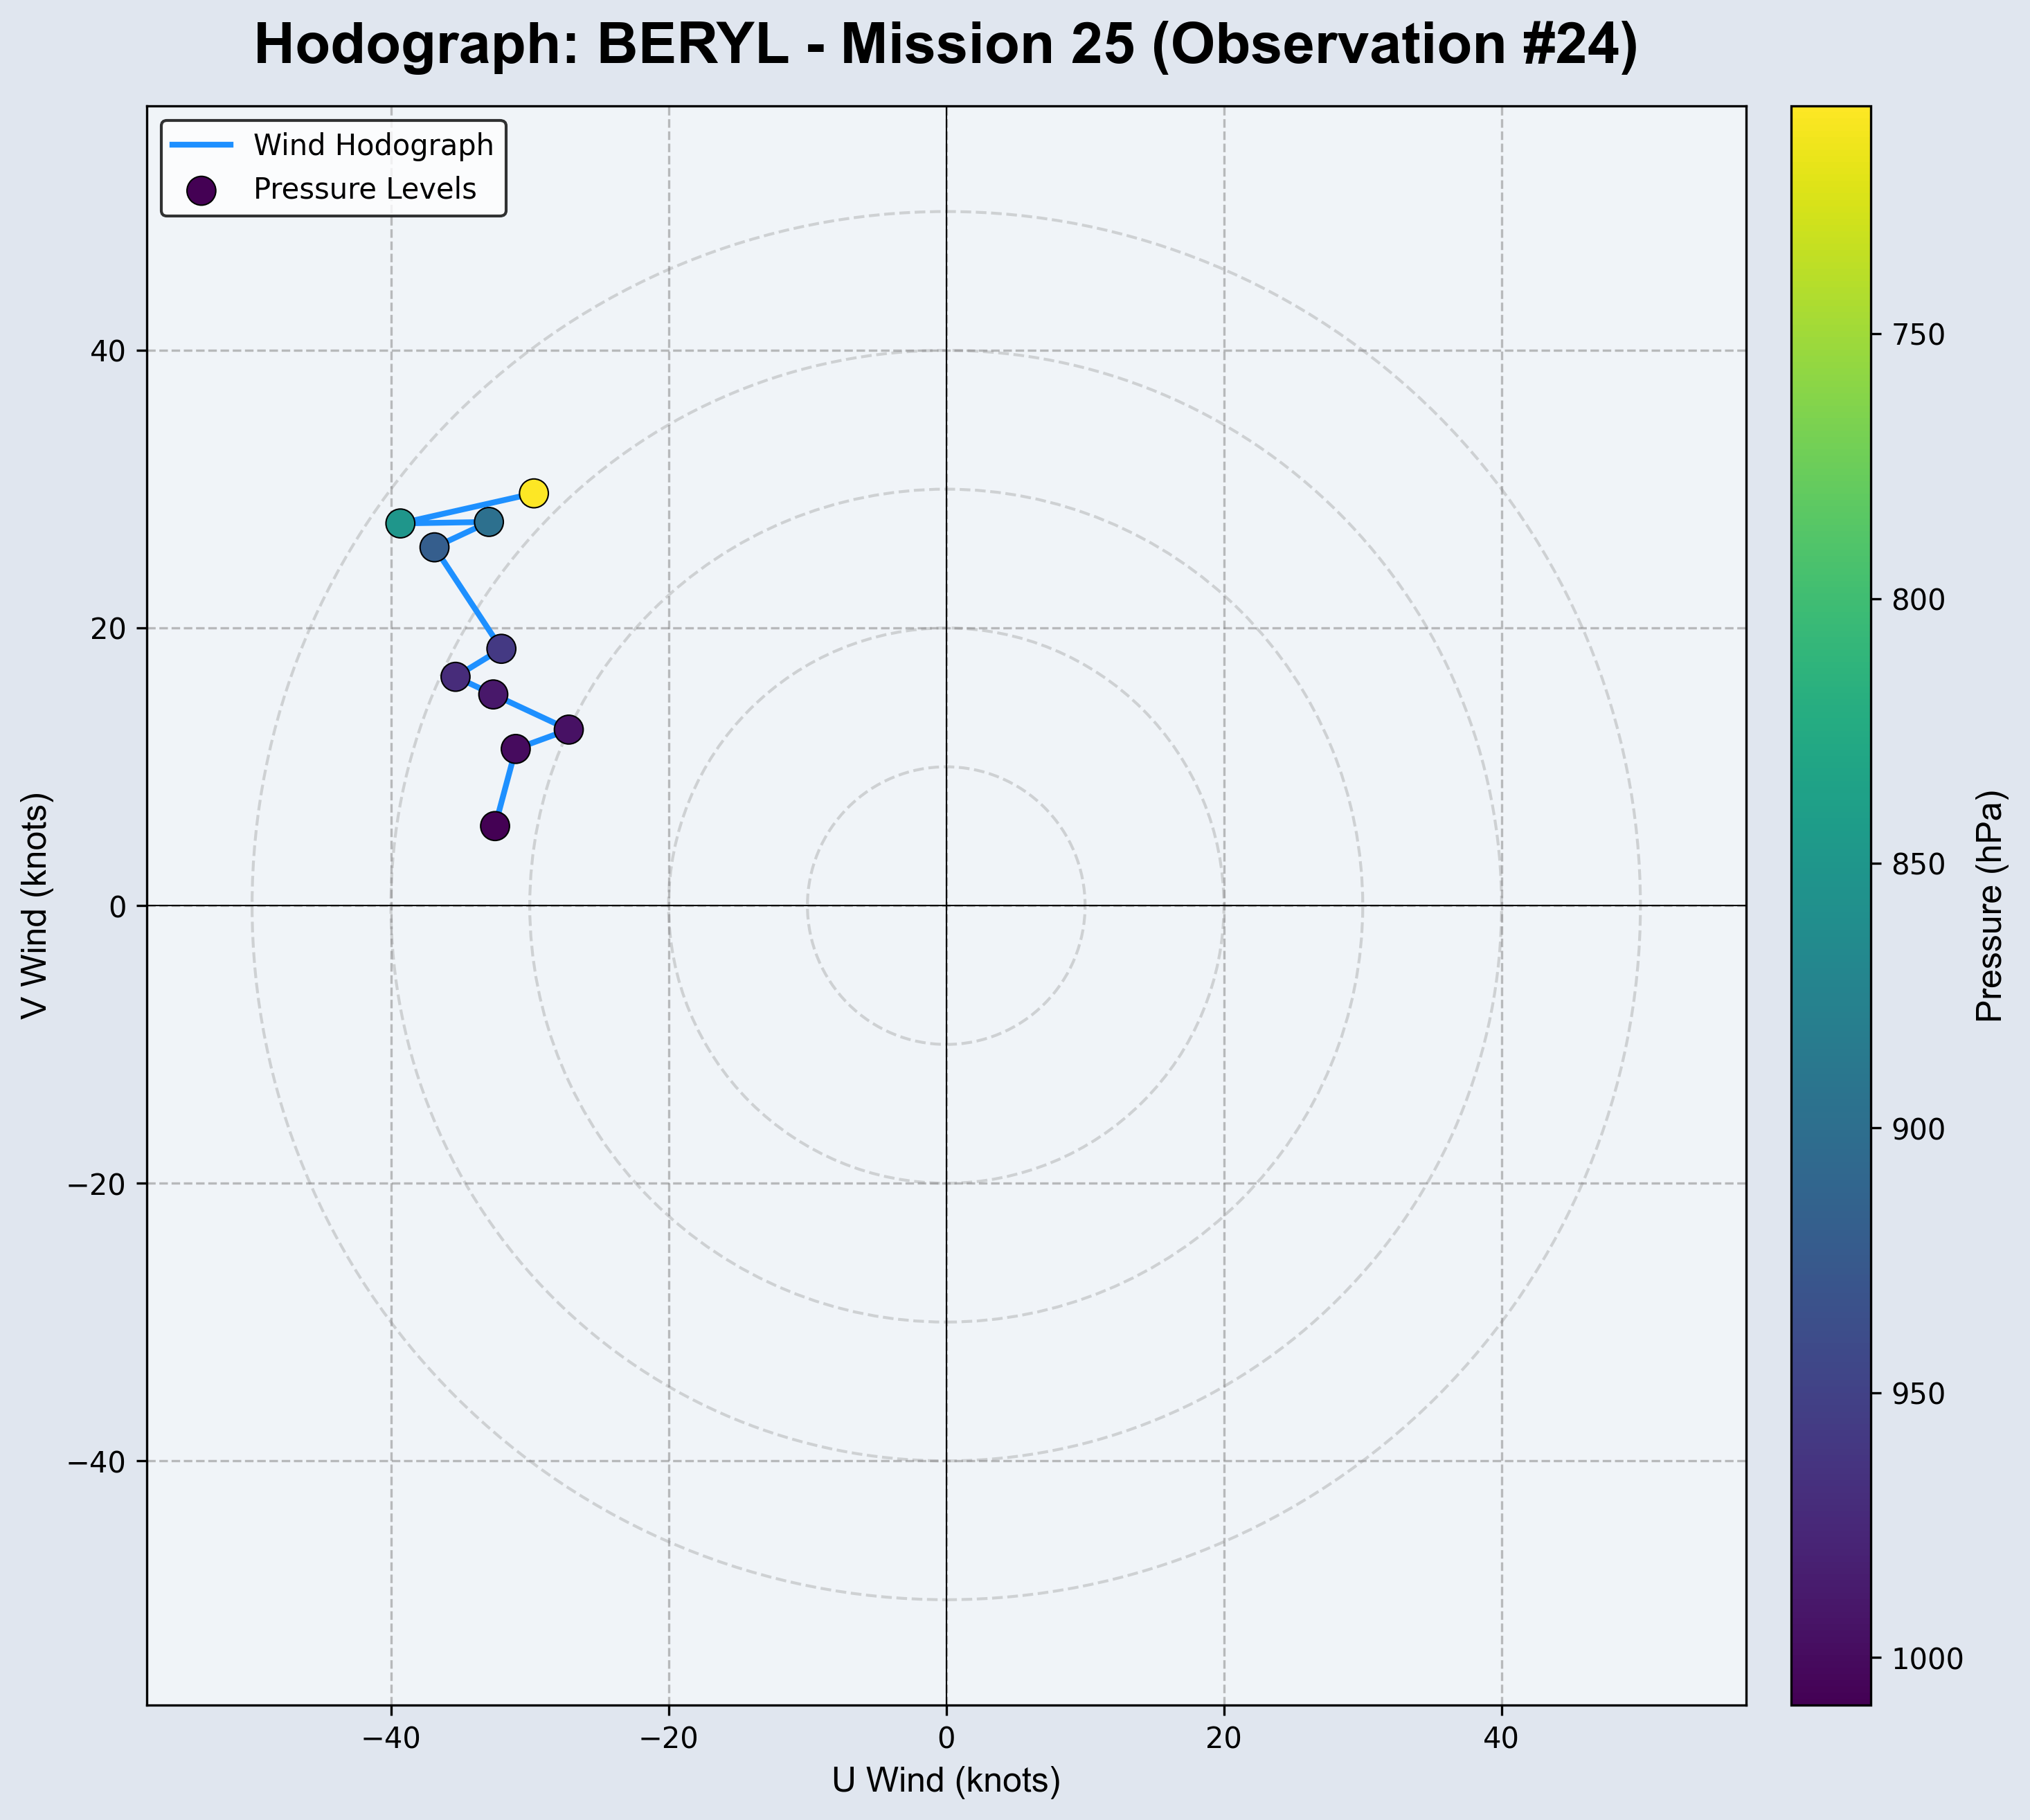 Hodograph: BERYL - Mission 25 (Observation #24)
Wind Hodograph
Pressure Levels
40
20
0
−20
−40
V Wind (knots)
−40
−20
0
20
40
U Wind (knots)
750
800
850
900
950
1000
Pressure (hPa)